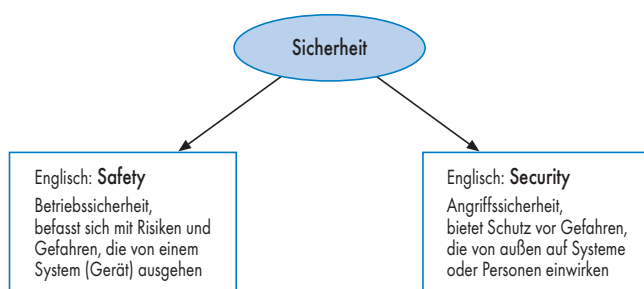 Sicherheit
Englisch: Safety
Betriebssicherheit,
befasst sich mit Risiken und
Gefahren, die von einem
System (Gerät) ausgehen
Englisch: Security
Angriffssicherheit,
bietet Schutz vor Gefahren,
die von außen auf Systeme
oder Personen einwirken